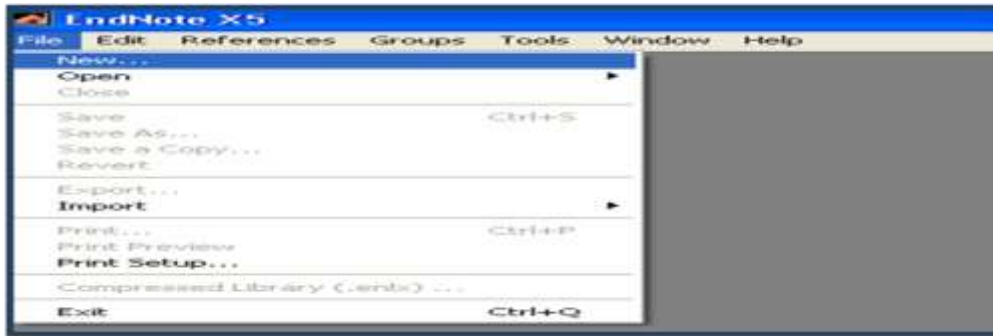 EndNote X5
File Edit References Groups Tools Window Help
New...
Open
Close
Save Ctrl+S
Save As...
Save a Copy...
Revert
Export...
Import
Print... Ctrl+P
Print Preview
Print Setup...
Compressed Library (.enlx) ...
Exit Ctrl+Q